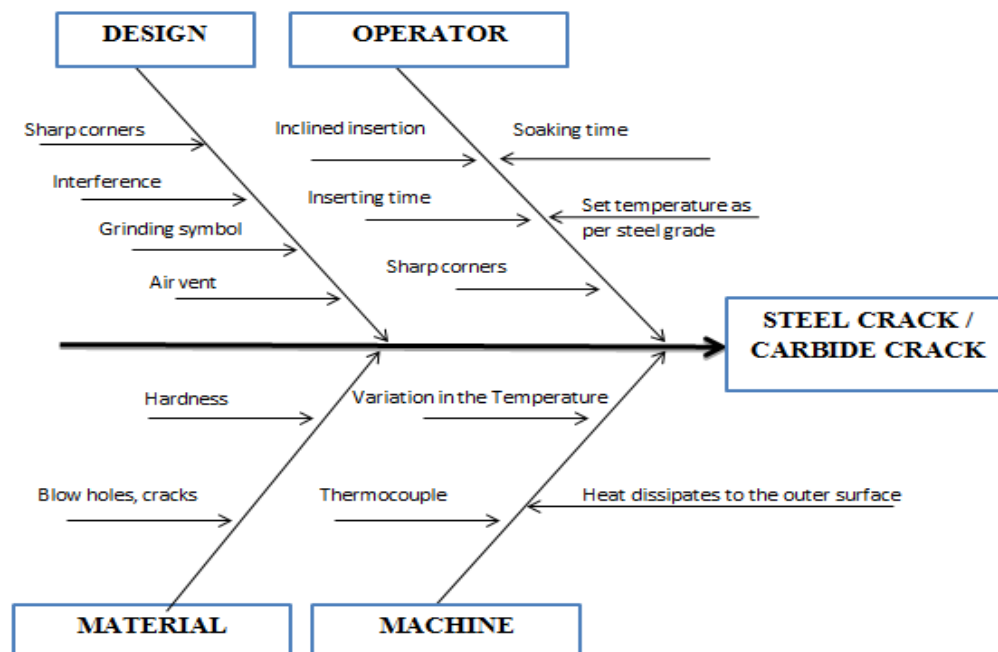 DESIGN
OPERATOR
Sharp corners
Interference
Grinding symbol
Air vent
Inclined insertion
Soaking time
Inserting time
Set temperature as
per steel grade
Sharp corners
STEEL CRACK /
CARBIDE CRACK
Hardness
Blow holes, cracks
Variation in the Temperature
Thermocouple
Heat dissipates to the outer surface
MATERIAL
MACHINE